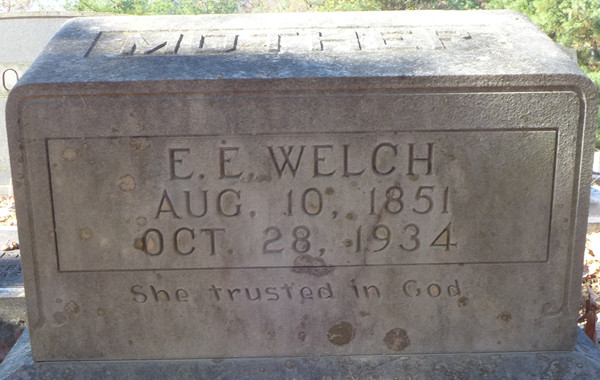 MOTHER
E. E. WELCH
AUG. 10, 1851
OCT. 28, 1934
She trusted in God.